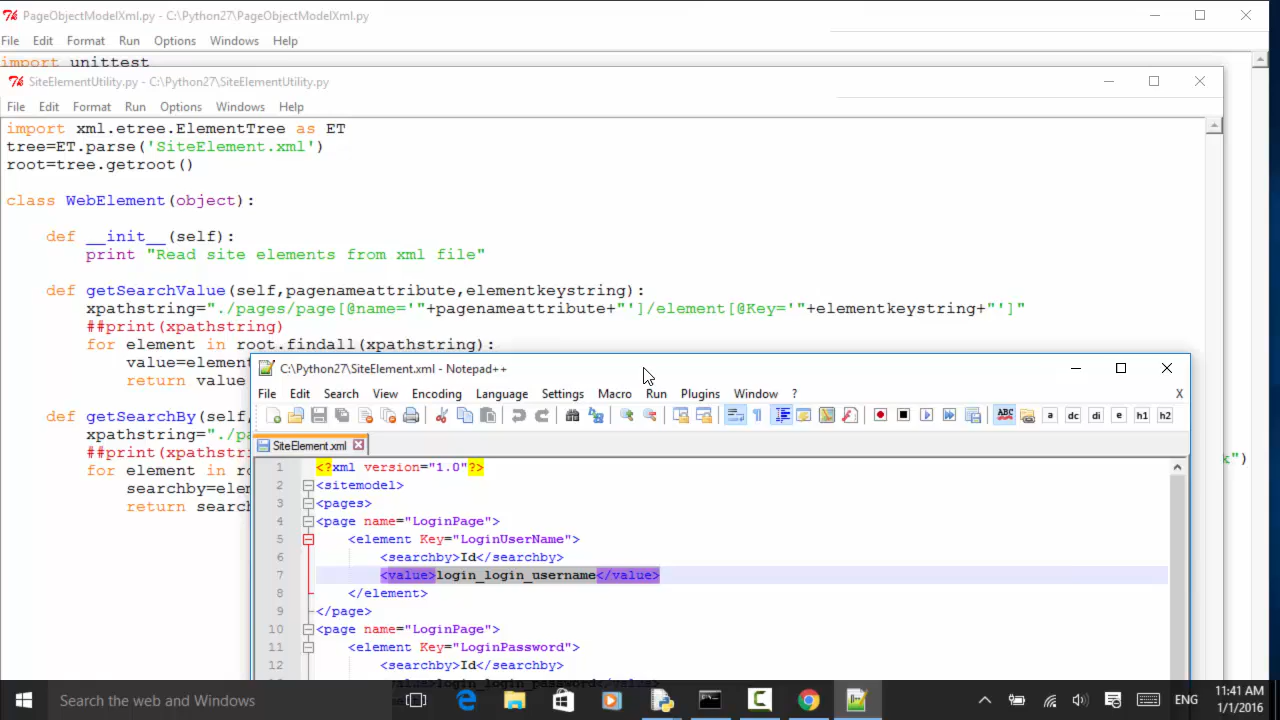 PageObjectModelXml.py - C:\Python27\PageObjectModelXml.py
File Edit Format Run Options Windows Help
import unittest
SiteElementUtility.py - C:\Python27\SiteElementUtility.py
File Edit Format Run Options Windows Help
import xml.etree.ElementTree as ET
tree=ET.parse('SiteElement.xml')
root=tree.getroot()
class WebElement(object):
def __init__(self):
print "Read site elements from xml file"
def getSearchValue(self,pagenameattribute,elementkeystring):
xpathstring="./pages/page[@name='"+pagenameattribute+"']/element[@Key='"+elementkeystring+"']"
##print(xpathstring)
for element in root.findall(xpathstring):
value=element
return value
def getSearchBy(self,
xpathstring="./pa
##print(xpathstri
for element in ro
searchby=elem
return search
k")
C:\Python27\SiteElement.xml - Notepad++
File Edit Search View Encoding Language Settings Macro Run Plugins Window ? X
SiteElement.xml
1 <?xml version="1.0"?>
2 <sitemodel>
3 <pages>
4 <page name="LoginPage">
5 <element Key="LoginUserName">
6 <searchby>Id</searchby>
7 <value>login_login_username</value>
8 </element>
9 </page>
10 <page name="LoginPage">
11 <element Key="LoginPassword">
12 <searchby>Id</searchby>
<value>login_login_password</value>
Search the web and Windows
ENG
11:41 AM
1/1/2016